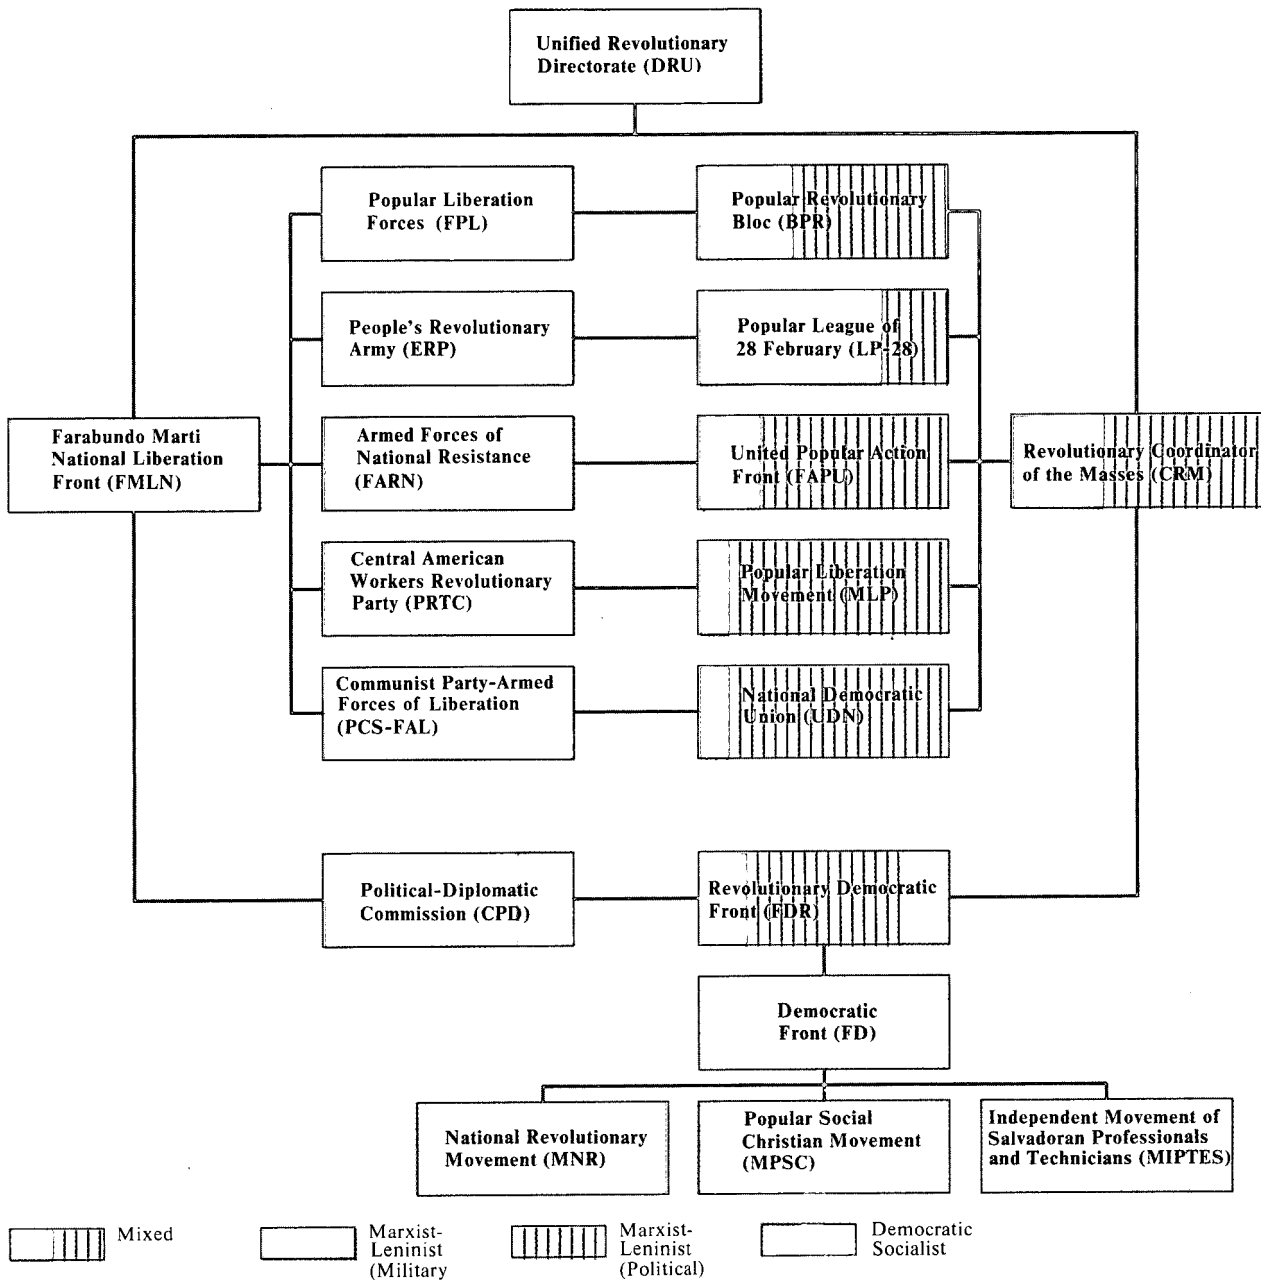 Unified Revolutionary
Directorate (DRU)
Popular Liberation
Forces (FPL)
Popular Revolutionary
Bloc (BPR)
People's Revolutionary
Army (ERP)
Popular League of
28 February (LP-28)
Farabundo Marti
National Liberation
Front (FMLN)
Armed Forces of
National Resistance
(FARN)
United Popular Action
Front (FAPU)
Revolutionary Coordinator
of the Masses (CRM)
Central American
Workers Revolutionary
Party (PRTC)
Popular Liberation
Movement (MLP)
Communist Party-Armed
Forces of Liberation
(PCS-FAL)
National Democratic
Union (UDN)
Political-Diplomatic
Commission (CPD)
Revolutionary Democratic
Front (FDR)
Democratic
Front (FD)
National Revolutionary
Movement (MNR)
Popular Social
Christian Movement
(MPSC)
Independent Movement of
Salvadoran Professionals
and Technicians (MIPTES)
Mixed
Marxist-
Leninist
(Military
Marxist-
Leninist
(Political)
Democratic
Socialist